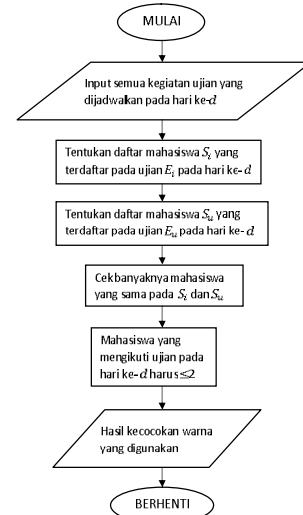 MULAI
Input semua kegiatan ujian yang
dijadwalkan pada hari ke-d
Tentukan daftar mahasiswa Si yang
terdaftar pada ujian Ei pada hari ke-d
Tentukan daftar mahasiswa Su yang
terdaftar pada ujian Eu pada hari ke-d
Cek banyaknya mahasiswa
yang sama pada Si dan Su
Mahasiswa yang
mengikuti ujian pada
hari ke-d harus ≤2
Hasil kecocokan warna
yang digunakan
BERHENTI